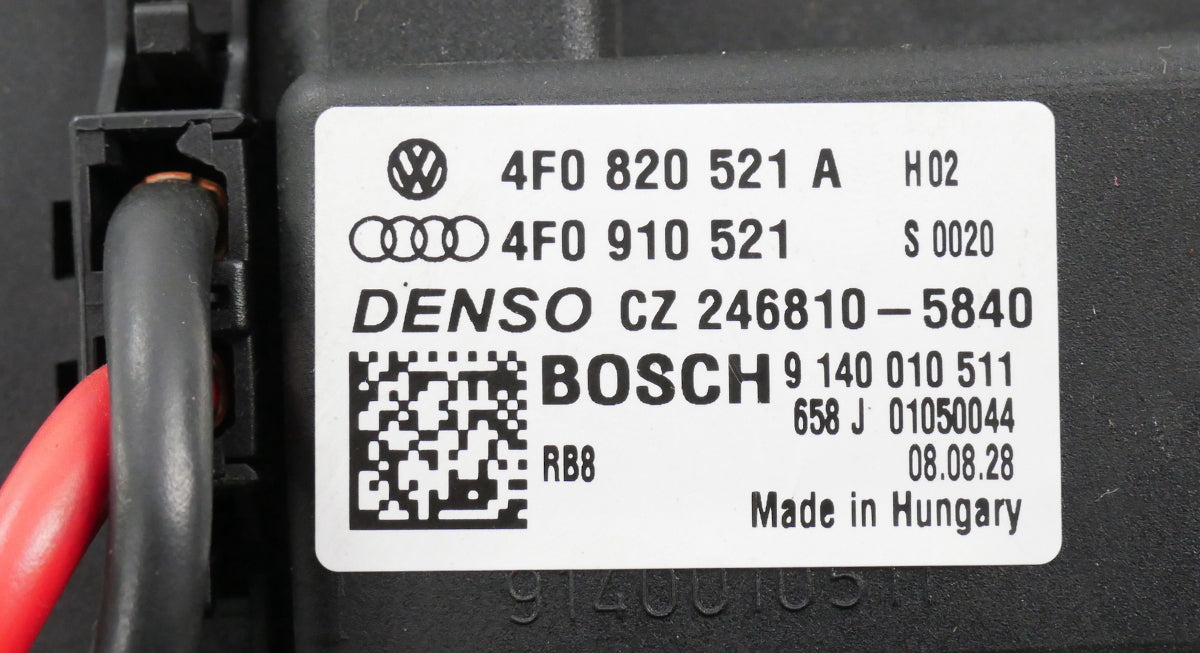 4F0 820 521 A H02
4F0 910 521 S 0020
DENSO CZ 246810-5840
BOSCH 9 140 010 511
658 J 01050044
RB8 08.08.28
Made in Hungary
9140010511